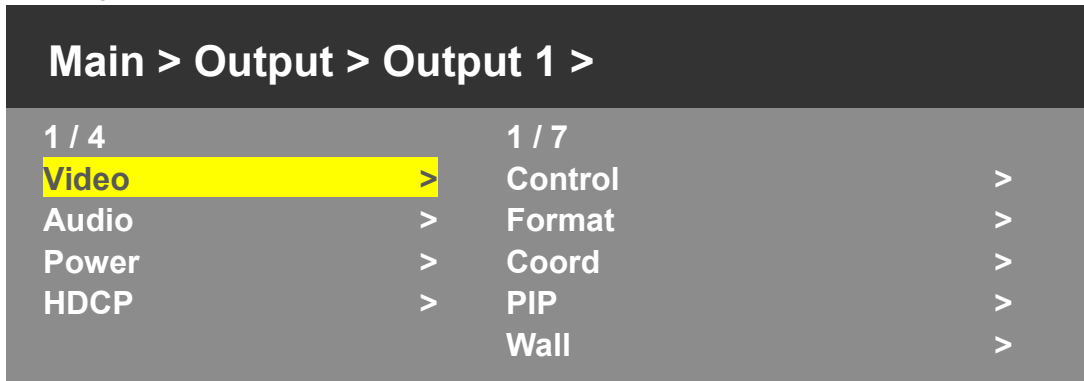 Main > Output > Output 1 >
1 / 4 1 / 7
Video > Control >
Audio > Format >
Power > Coord >
HDCP > PIP >
Wall >